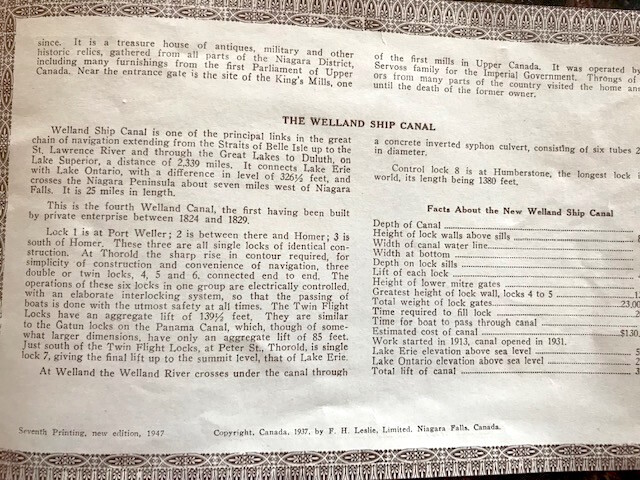 since. It is a treasure house of antiques, military and other
historic relics, gathered from all parts of the Niagara District,
including many furnishings from the first Parliament of Upper
Canada. Near the entrance gate is the site of the King's Mills, one
of the first mills in Upper Canada. It was operated by
Servoss family for the Imperial Government. Throngs of
ors from many parts of the country visited the home and
until the death of the former owner.
THE WELLAND SHIP CANAL
Welland Ship Canal is one of the principal links in the great
chain of navigation extending from the Straits of Belle Isle up to the
St. Lawrence River and through the Great Lakes to Duluth, on
Lake Superior, a distance of 2,339 miles. It connects Lake Erie
with Lake Ontario, with a difference in level of 326½ feet, and
crosses the Niagara Peninsula about seven miles west of Niagara
Falls. It is 25 miles in length.
This is the fourth Welland Canal, the first having been built
by private enterprise between 1824 and 1829.
Lock 1 is at Port Weller; 2 is between there and Homer; 3 is
south of Homer. These three are all single locks of identical con-
struction. At Thorold the sharp rise in contour required, for
simplicity of construction and convenience of navigation, three
double or twin locks, 4, 5 and 6, connected end to end. The
operations of these six locks in one group are electrically controlled,
with an elaborate interlocking system, so that the passing of
boats is done with the utmost safety at all times. The Twin Flight
Locks have an aggregate lift of 139½ feet. They are similar
to the Gatun locks on the Panama Canal, which, though of some-
what larger dimensions, have only an aggregate lift of 85 feet.
Just south of the Twin Flight Locks, at Peter St., Thorold, is single
lock 7, giving the final lift up to the summit level, that of Lake Erie.
At Welland the Welland River crosses under the canal through
a concrete inverted syphon culvert, consisting of six tubes 2
in diameter.
Control lock 8 is at Humberstone, the longest lock i
world, its length being 1380 feet.
Facts About the New Welland Ship Canal
Depth of Canal
Height of lock walls above sills
Width of canal water line
Width at bottom
Depth on lock sills
Lift of each lock
Height of lower mitre gates
Greatest height of lock wall, locks 4 to 5
Total weight of lock gates 23,00
Time required to fill lock
Time for boat to pass through canal
Estimated cost of canal $130,
Work started in 1913, canal opened in 1931.
Lake Erie elevation above sea level
Lake Ontario elevation above sea level
Total lift of canal
Seventh Printing, new edition, 1947
Copyright, Canada, 1937, by F. H. Leslie, Limited, Niagara Falls, Canada.